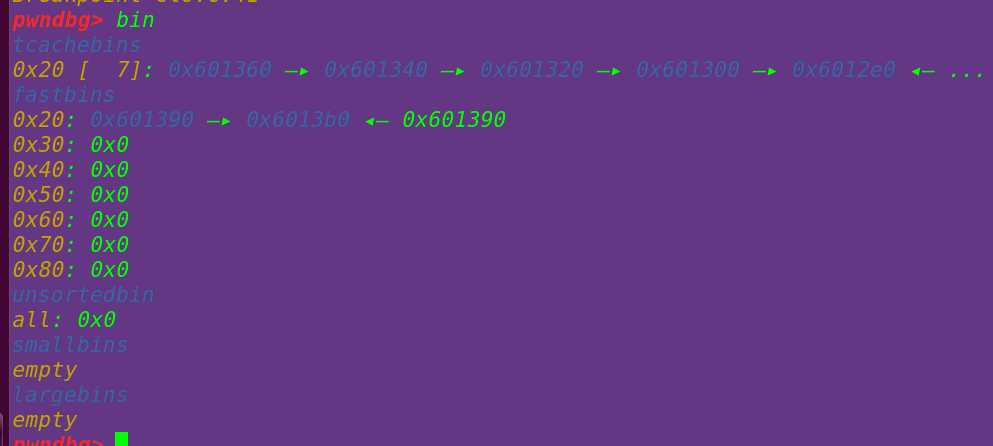 pwndbg> bin
tcachebins
0x20 [  7]: 0x601360 —▸ 0x601340 —▸ 0x601320 —▸ 0x601300 —▸ 0x6012e0 ◂— ...
fastbins
0x20: 0x601390 —▸ 0x6013b0 ◂— 0x601390
0x30: 0x0
0x40: 0x0
0x50: 0x0
0x60: 0x0
0x70: 0x0
0x80: 0x0
unsortedbin
all: 0x0
smallbins
empty
largebins
empty
pwndbg>